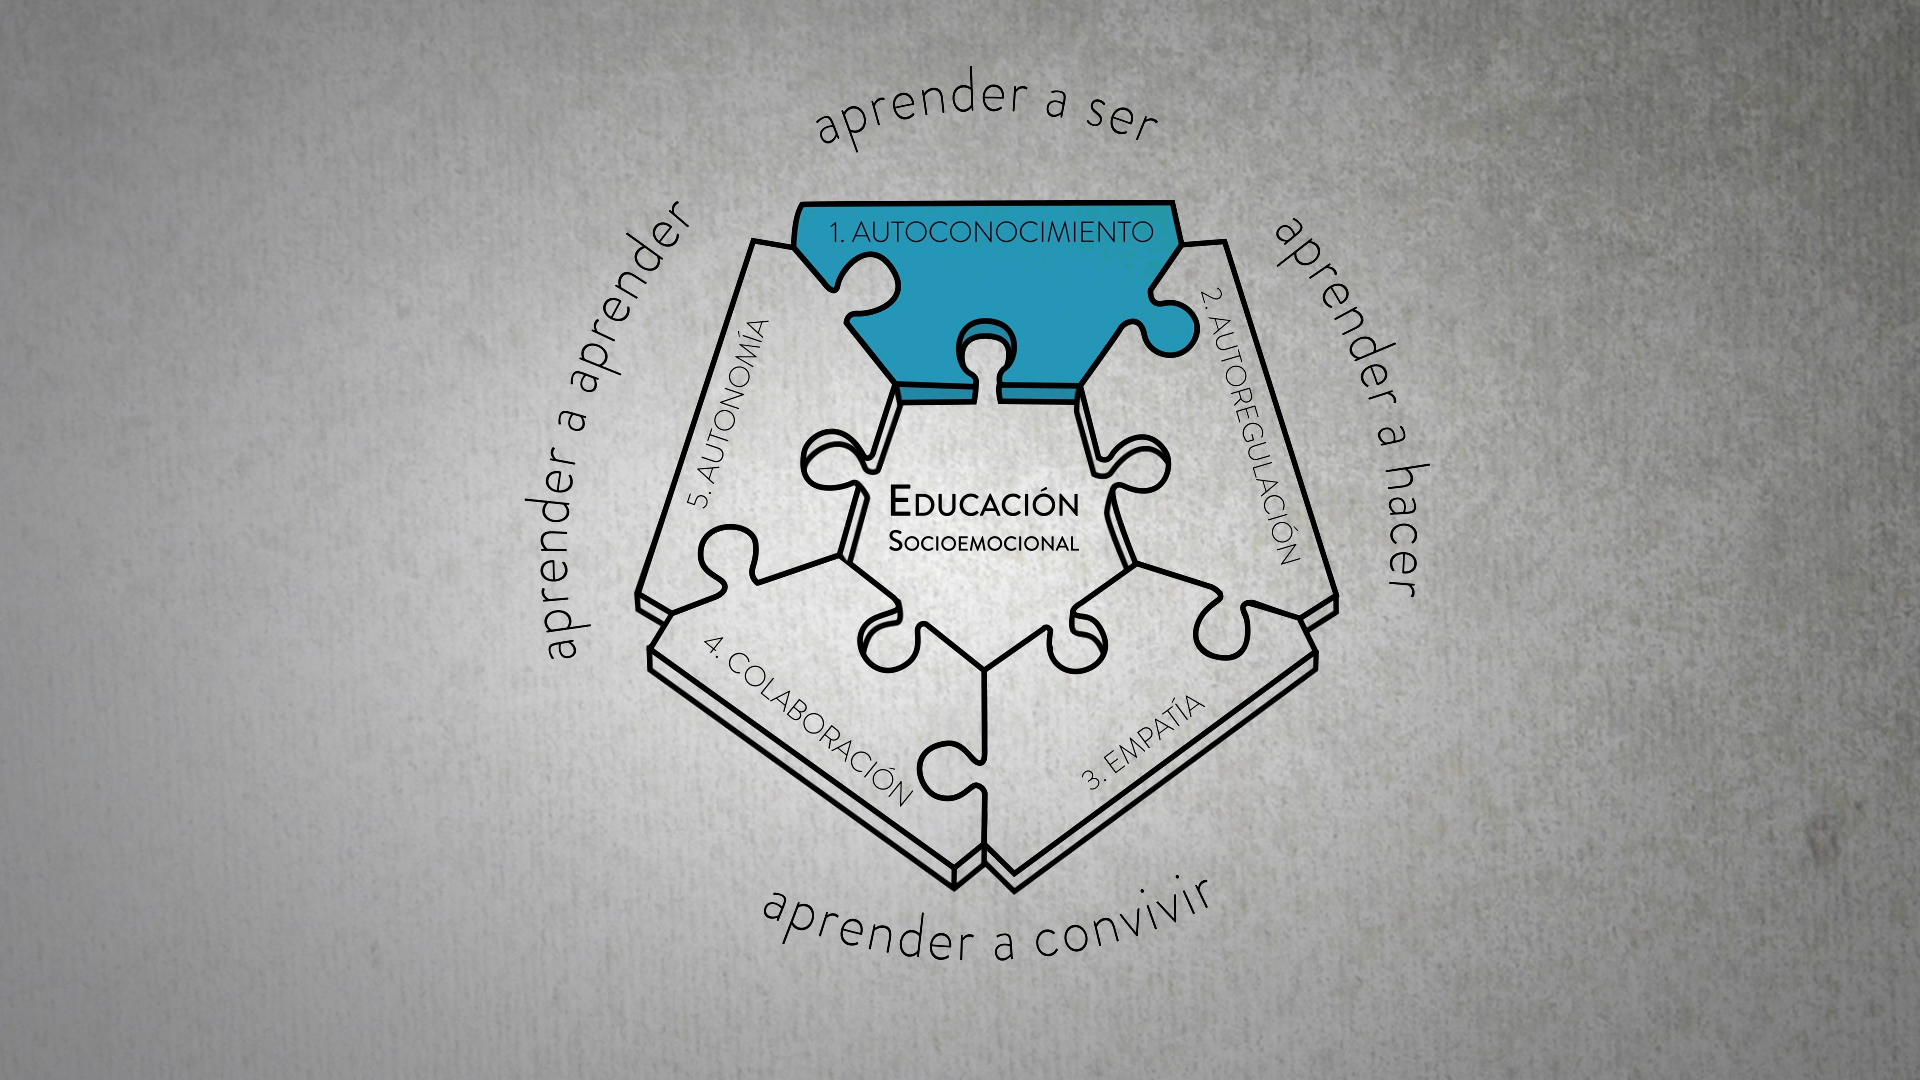 aprender a ser
1. AUTOCONOCIMIENTO
aprender a hacer
2. AUTOREGULACIÓN
3. EMPATÍA
aprender a convivir
4. COLABORACIÓN
5. AUTONOMÍA
aprender a aprender
EDUCACIÓN
SOCIOEMOCIONAL